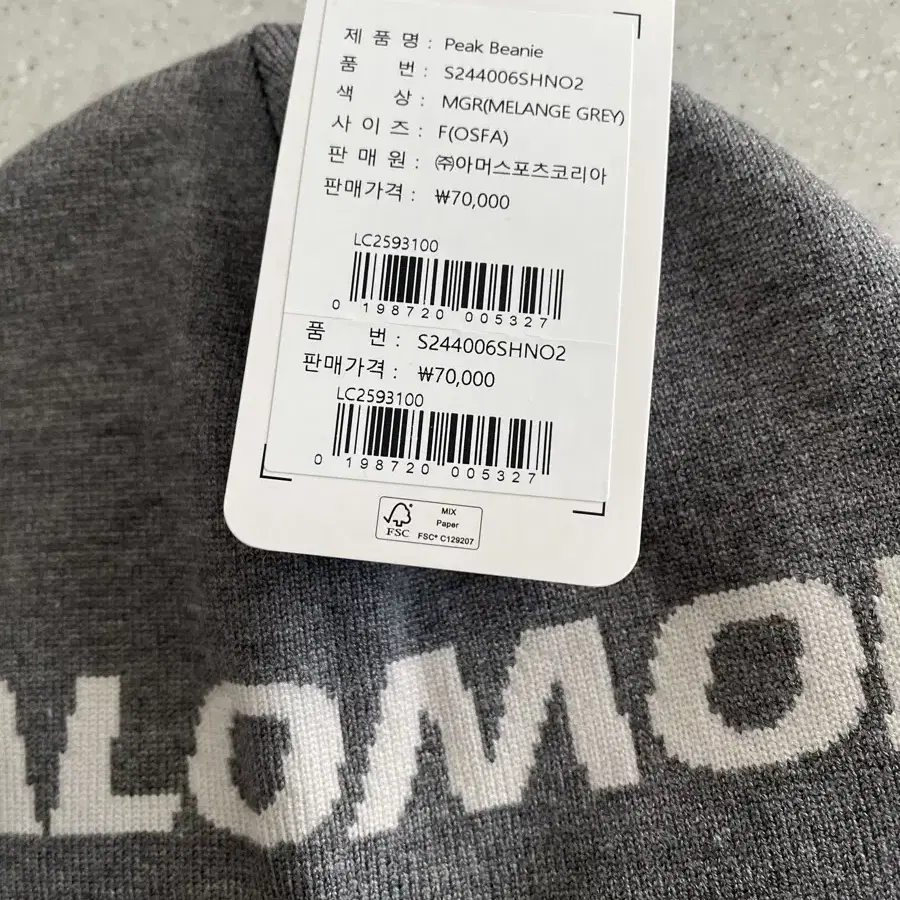 제 품 명 : Peak Beanie
품 번 : S244006SHNO2
색 상 : MGR(MELANGE GREY)
사 이 즈 : F(OSFA)
판 매 원 : ㈜아머스포츠코리아
판매가격 : ₩70,000
LC2593100
0 198720 005327
품 번 : S244006SHNO2
판매가격 : ₩70,000
LC2593100
0 198720 005327
FSC
MIX
Paper
FSC® C129207
ALOMO